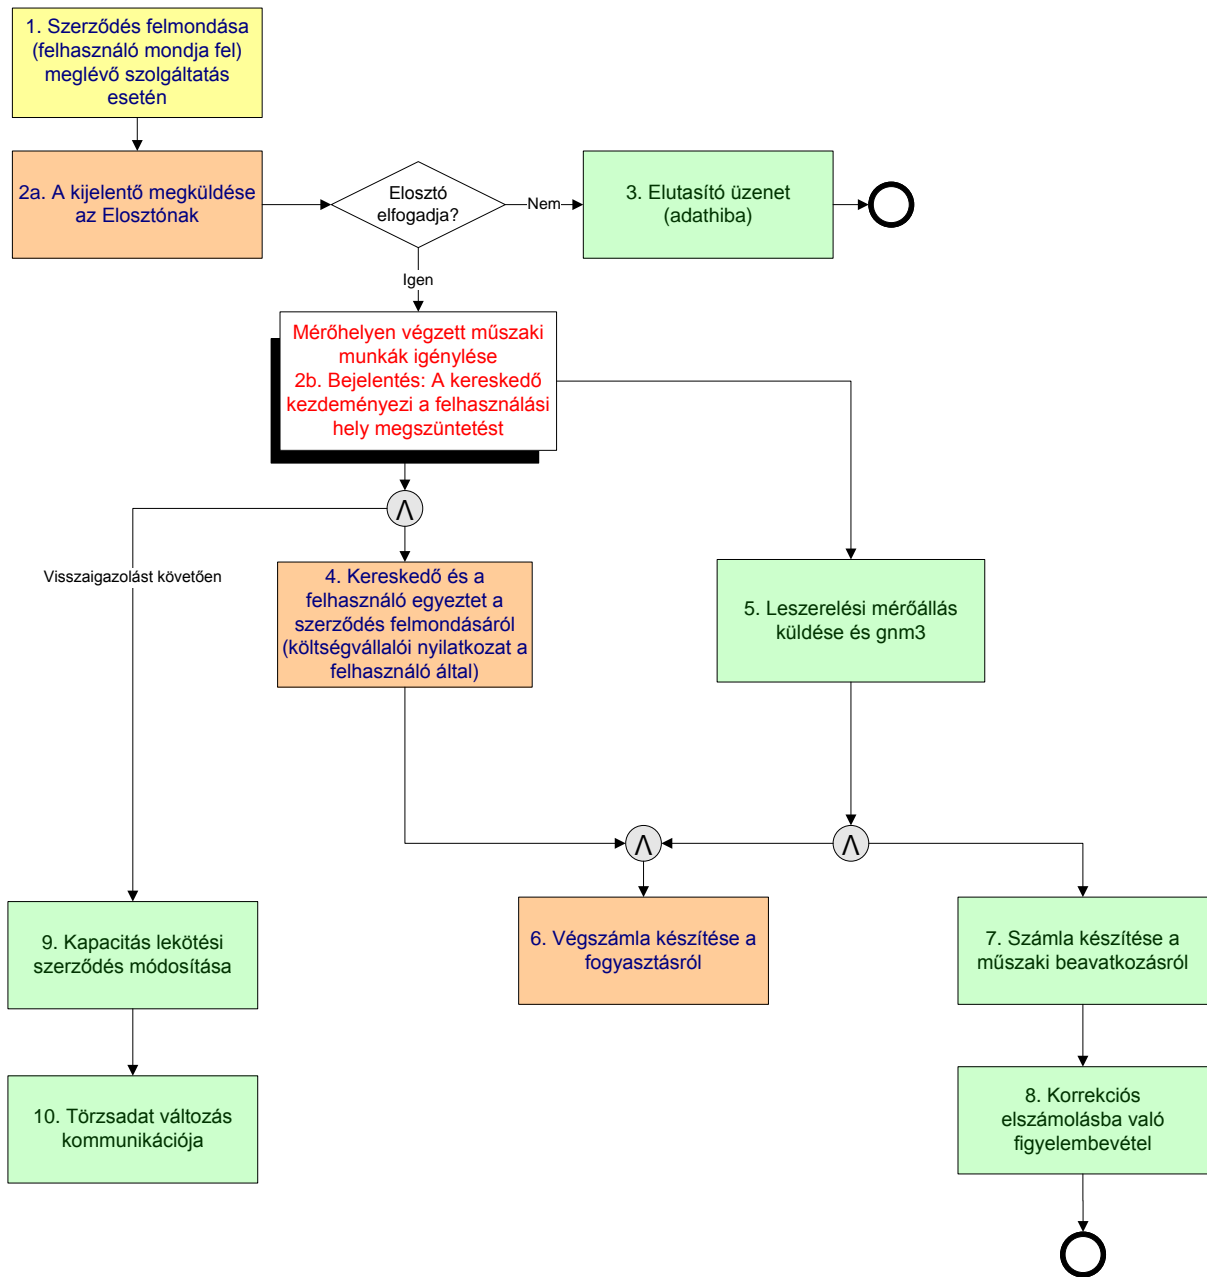 1. Szerződés felmondása
(felhasználó mondja fel)
meglévő szolgáltatás
esetén
2a. A kijelentő megküldése
az Elosztónak
Elosztó
elfogadja?
Nem
3. Elutasító üzenet
(adathiba)
Igen
Mérőhelyen végzett műszaki
munkák igénylése
2b. Bejelentés: A kereskedő
kezdeményezi a felhasználási
hely megszüntetést
Λ
Visszaigazolást követően
4. Kereskedő és a
felhasználó egyeztet a
szerződés felmondásáról
(költségvállalói nyilatkozat a
felhasználó által)
5. Leszerelési mérőállás
küldése és gnm3
Λ
Λ
9. Kapacitás lekötési
szerződés módosítása
6. Végszámla készítése a
fogyasztásról
7. Számla készítése a
műszaki beavatkozásról
10. Törzsadat változás
kommunikációja
8. Korrekciós
elszámolásba való
figyelembevétel